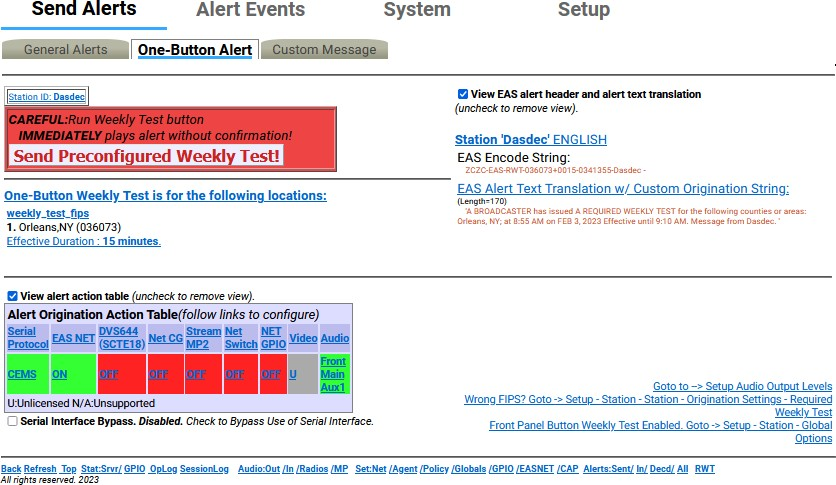 Send Alerts Alert Events System Setup
General Alerts One-Button Alert Custom Message
Station ID: Dasdec
CAREFUL:Run Weekly Test button
IMMEDIATELY plays alert without confirmation!
Send Preconfigured Weekly Test!
One-Button Weekly Test is for the following locations:
weekly_test_fips
1. Orleans,NY (036073)
Effective Duration : 15 minutes.
View EAS alert header and alert text translation
(uncheck to remove view).
Station 'Dasdec' ENGLISH
EAS Encode String:
ZCZC-EAS-RWT-036073+0015-0341355-Dasdec -
EAS Alert Text Translation w/ Custom Origination String:
(Length=170)
'A BROADCASTER has issued A REQUIRED WEEKLY TEST for the following counties or areas:
Orleans, NY; at 8:55 AM on FEB 3, 2023 Effective until 9:10 AM. Message from Dasdec. '
View alert action table (uncheck to remove view).
Alert Origination Action Table(follow links to configure)
Serial Protocol EAS NET DVS644 (SCTE18) Net CG Stream MP2 Net Switch NET GPIO Video Audio
CEMS ON OFF OFF OFF OFF OFF U Front Main Aux1
U:Unlicensed N/A:Unsupported
Serial Interface Bypass. Disabled. Check to Bypass Use of Serial Interface.
Goto to --> Setup Audio Output Levels
Wrong FIPS? Goto -> Setup - Station - Station - Origination Settings - Required
Weekly Test
Front Panel Button Weekly Test Enabled. Goto -> Setup - Station - Global
Options
Back Refresh Top Stat:Srvr/ GPIO OpLog SessionLog Audio:Out /In /Radios /MP Set:Net /Agent /Policy /Globals /GPIO /EASNET /CAP Alerts:Sent/ In/ Decd/ All RWT
All rights reserved. 2023